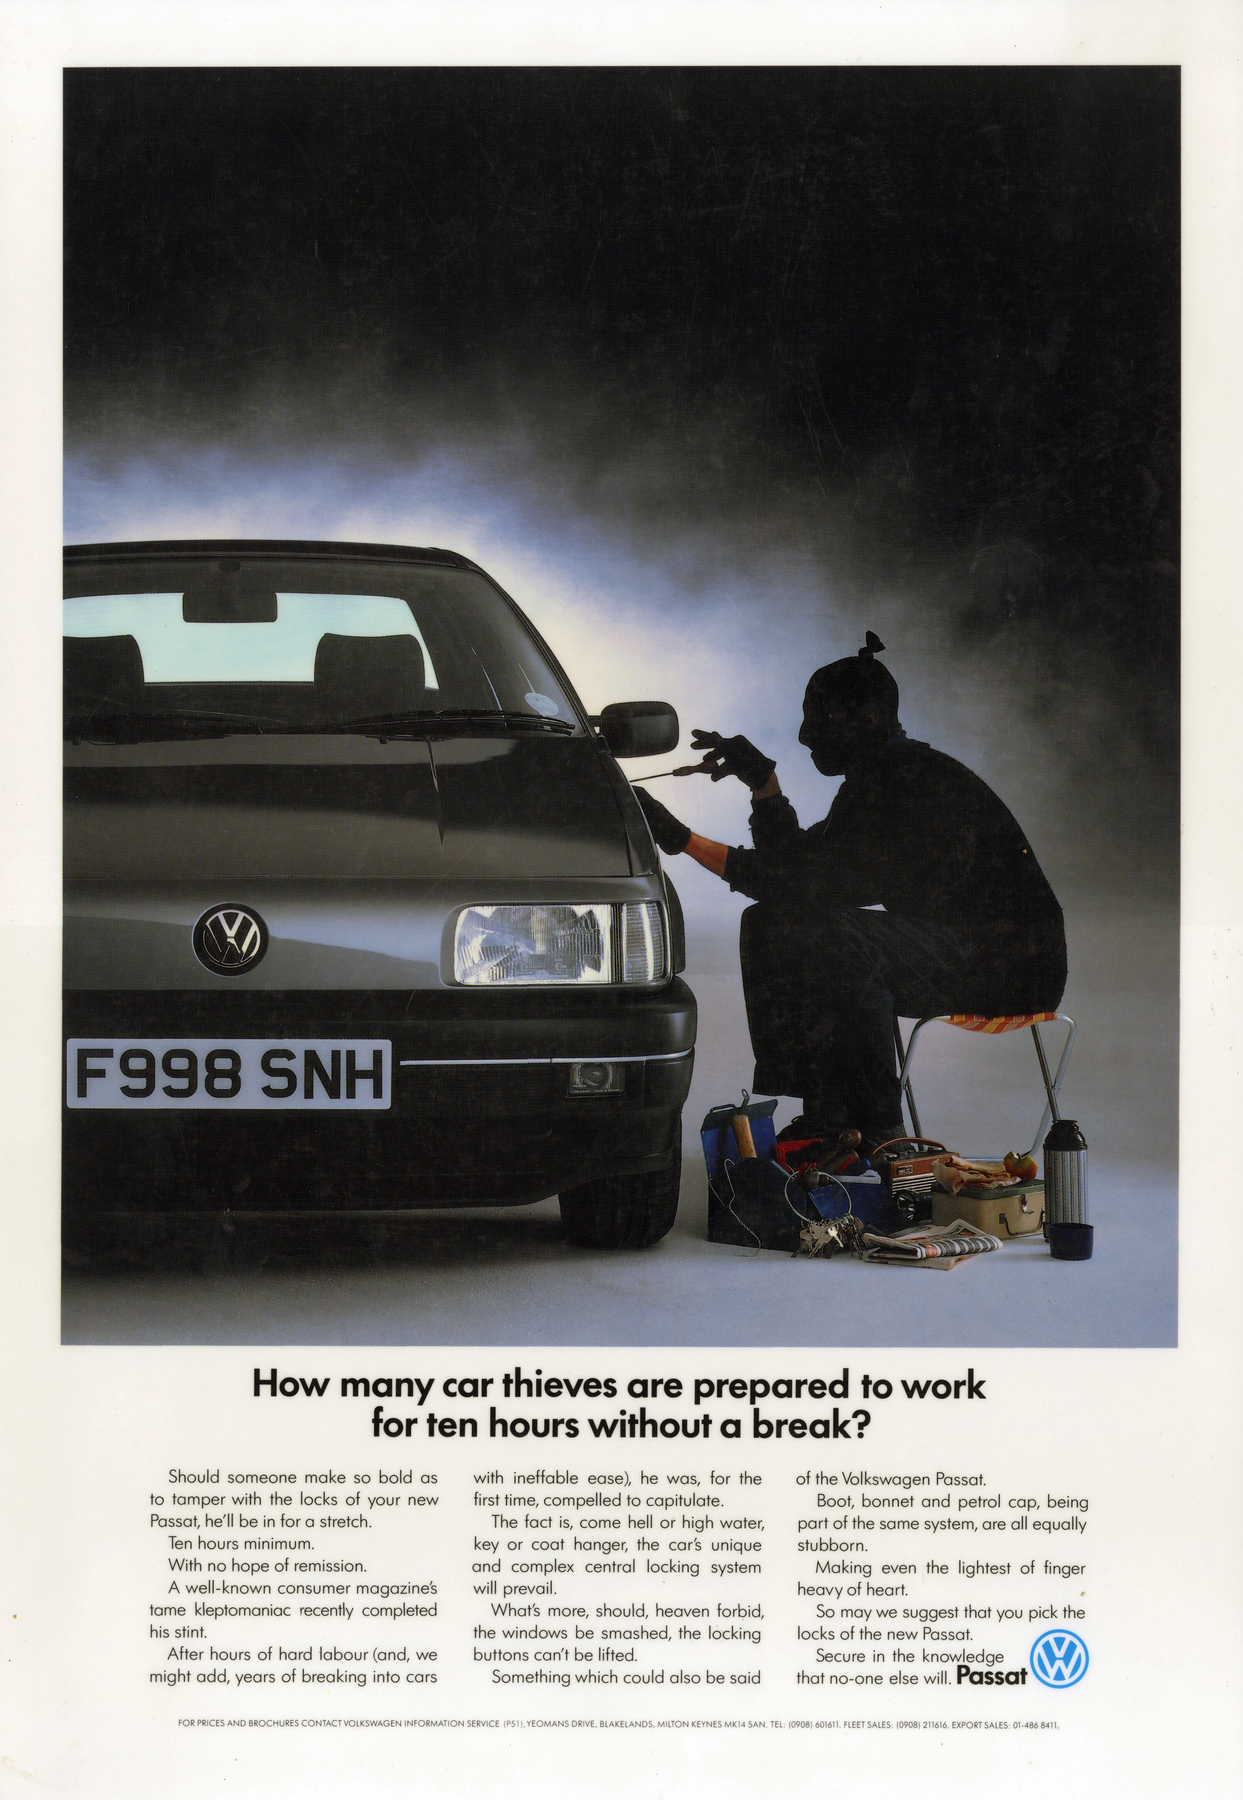 F998 SNH
How many car thieves are prepared to work
for ten hours without a break?
Should someone make so bold as
to tamper with the locks of your new
Passat, he'll be in for a stretch.
Ten hours minimum.
With no hope of remission.
A well-known consumer magazine's
tame kleptomaniac recently completed
his stint.
After hours of hard labour (and, we
might add, years of breaking into cars
with ineffable ease), he was, for the
first time, compelled to capitulate.
The fact is, come hell or high water,
key or coat hanger, the car's unique
and complex central locking system
will prevail.
What's more, should, heaven forbid,
the windows be smashed, the locking
buttons can't be lifted.
Something which could also be said
of the Volkswagen Passat.
Boot, bonnet and petrol cap, being
part of the same system, are all equally
stubborn.
Making even the lightest of finger
heavy of heart.
So may we suggest that you pick the
locks of the new Passat.
Secure in the knowledge
that no-one else will. Passat
FOR PRICES AND BROCHURES CONTACT VOLKSWAGEN INFORMATION SERVICE (P51), YEOMANS DRIVE, BLAKELANDS, MILTON KEYNES MK14 5AN. TEL: (0908) 601611. FLEET SALES: (0908) 211616. EXPORT SALES: 01-486 8411.